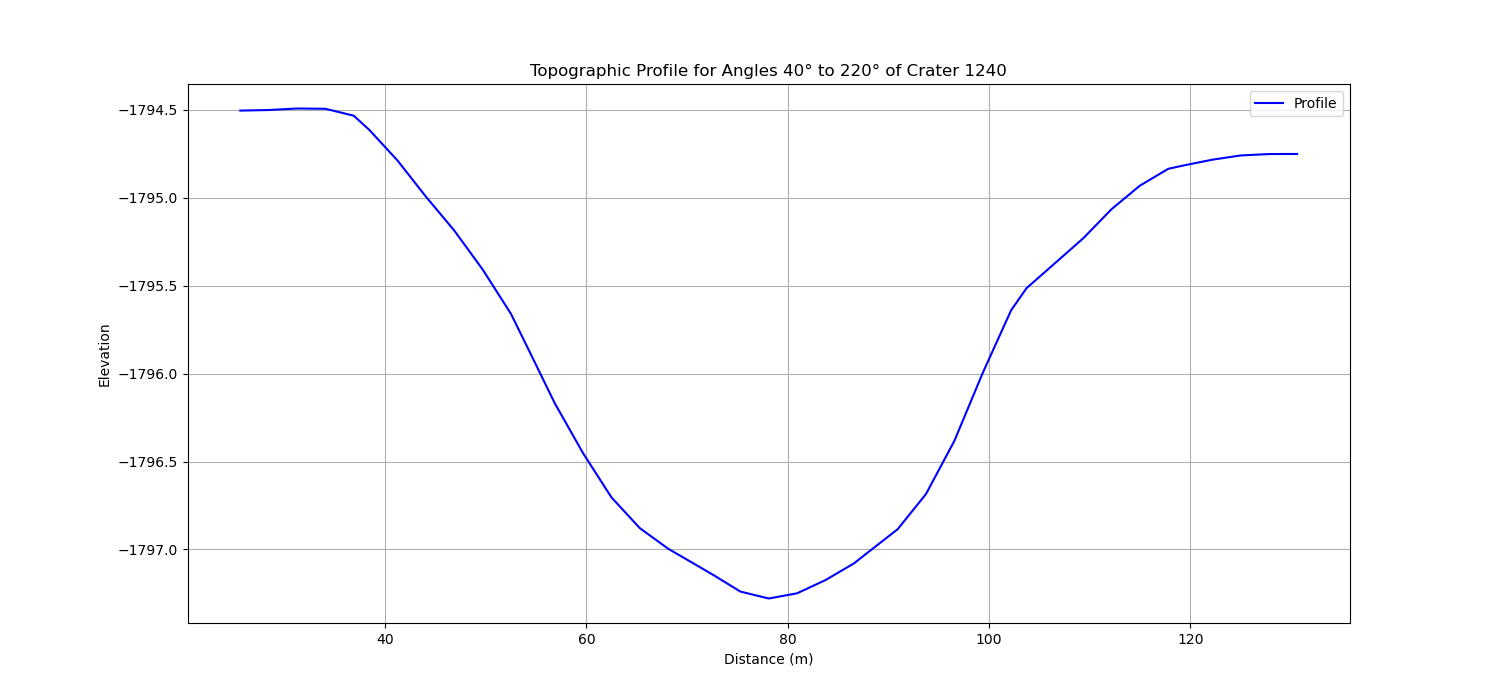 Topographic Profile for Angles 40° to 220° of Crater 1240
Profile
Elevation
−1794.5
−1795.0
−1795.5
−1796.0
−1796.5
−1797.0
40 60 80 100 120
Distance (m)